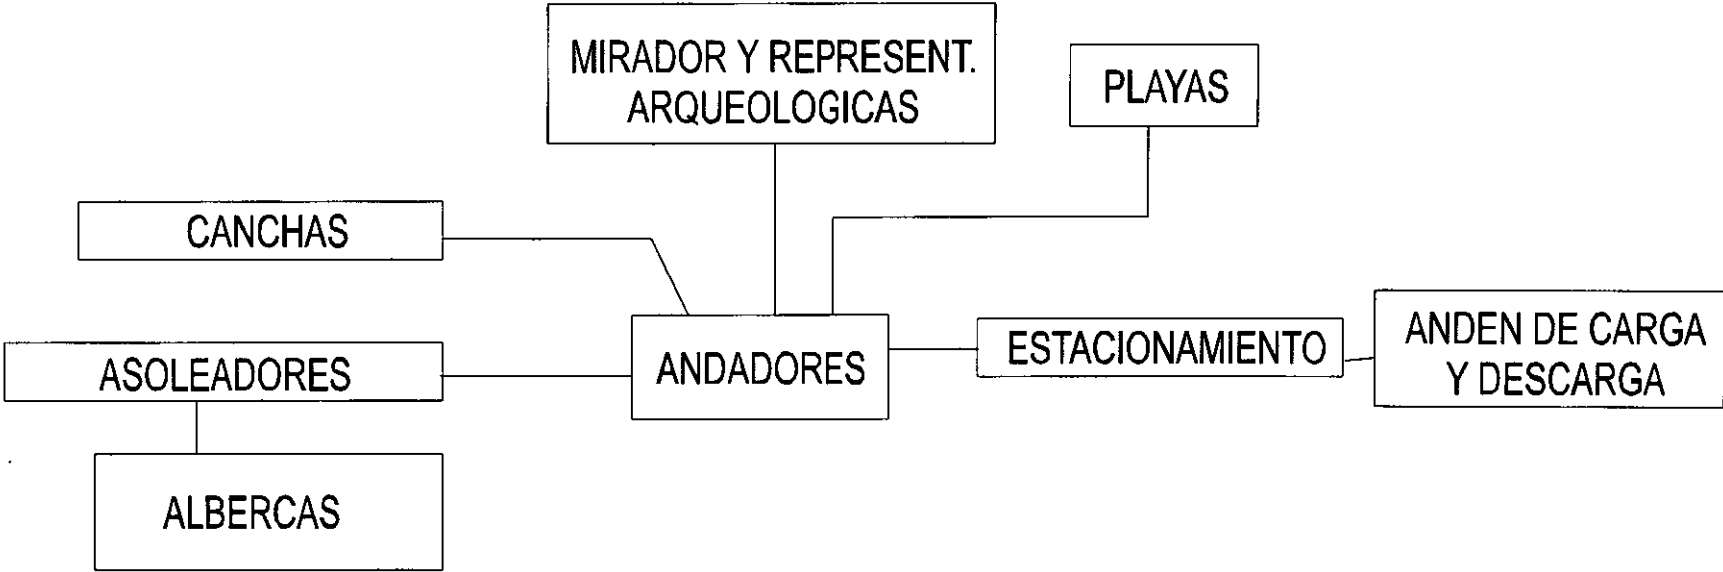 MIRADOR Y REPRESENT.
ARQUEOLOGICAS
PLAYAS
CANCHAS
ANDADORES
ESTACIONAMIENTO
ANDEN DE CARGA
Y DESCARGA
ASOLEADORES
ALBERCAS